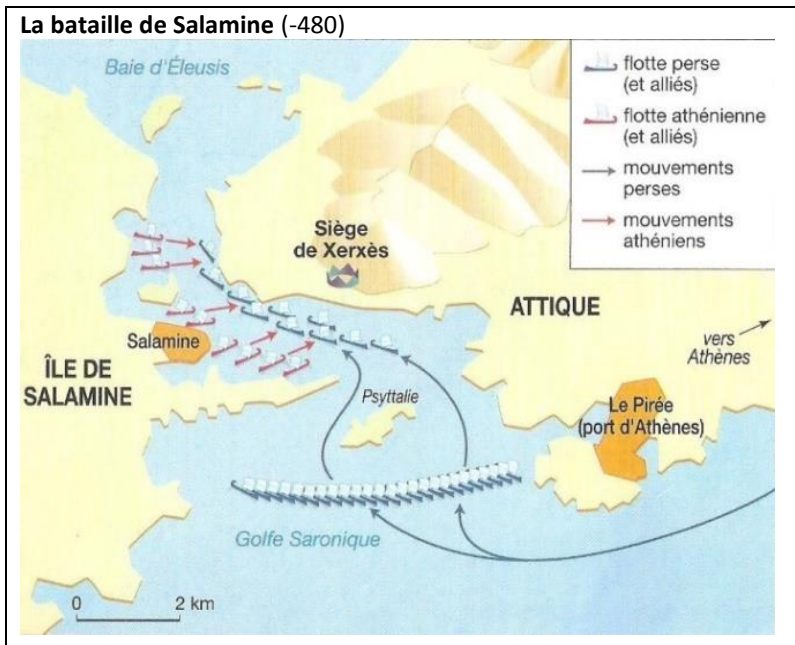 La bataille de Salamine (-480)
Baie d'Éleusis
flotte perse
(et alliés)
flotte athénienne
(et alliés)
mouvements
perses
mouvements
athéniens
Siège
de Xerxès
ATTIQUE
vers
Athènes
Salamine
ÎLE DE
SALAMINE
Psyttalie
Le Pirée
(port d'Athènes)
Golfe Saronique
0 2 km